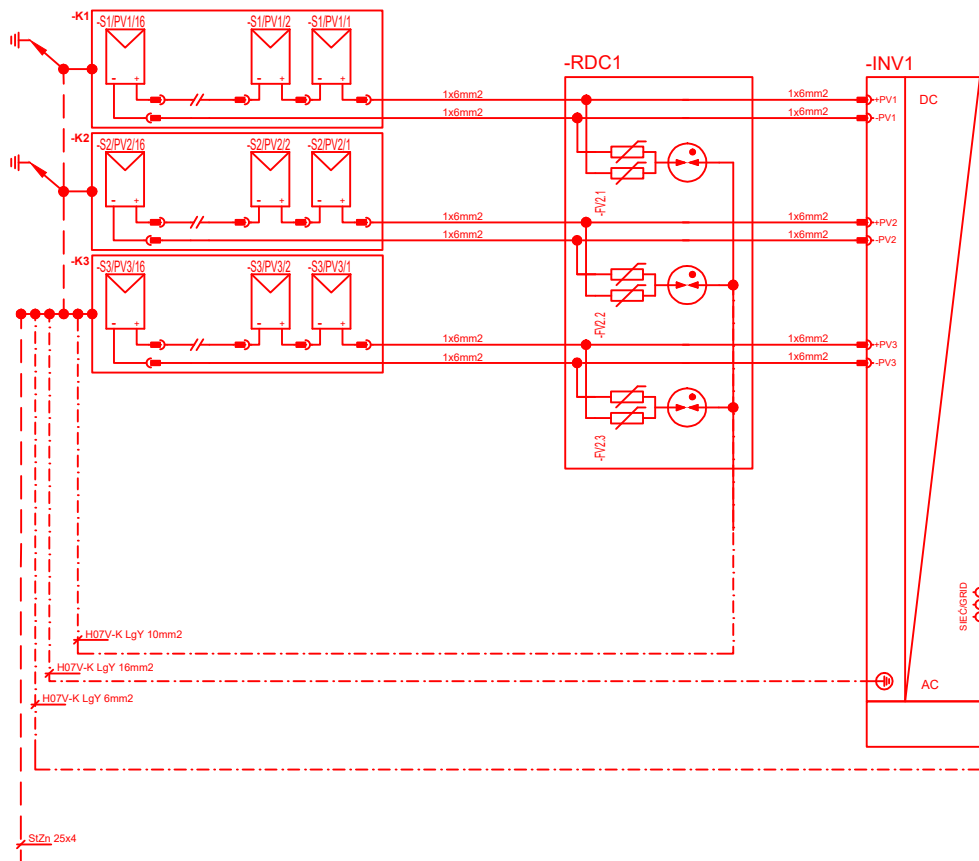 -K1
-S1/PV1/16
-S1/PV1/2
-S1/PV1/1
- +
- +
- +
-RDC1
-INV1
1x6mm2
1x6mm2
+PV1
DC
1x6mm2
1x6mm2
-PV1
-K2
-S2/PV2/16
-S2/PV2/2
-S2/PV2/1
- +
- +
- +
-FV2.1
1x6mm2
1x6mm2
+PV2
1x6mm2
1x6mm2
-PV2
-K3
-S3/PV3/16
-S3/PV3/2
-S3/PV3/1
- +
- +
- +
-FV2.2
1x6mm2
1x6mm2
+PV3
1x6mm2
1x6mm2
-PV3
-FV2.3
SIEĆ/GRID
H07V-K LgY 10mm2
H07V-K LgY 16mm2
AC
H07V-K LgY 6mm2
StZn 25x4